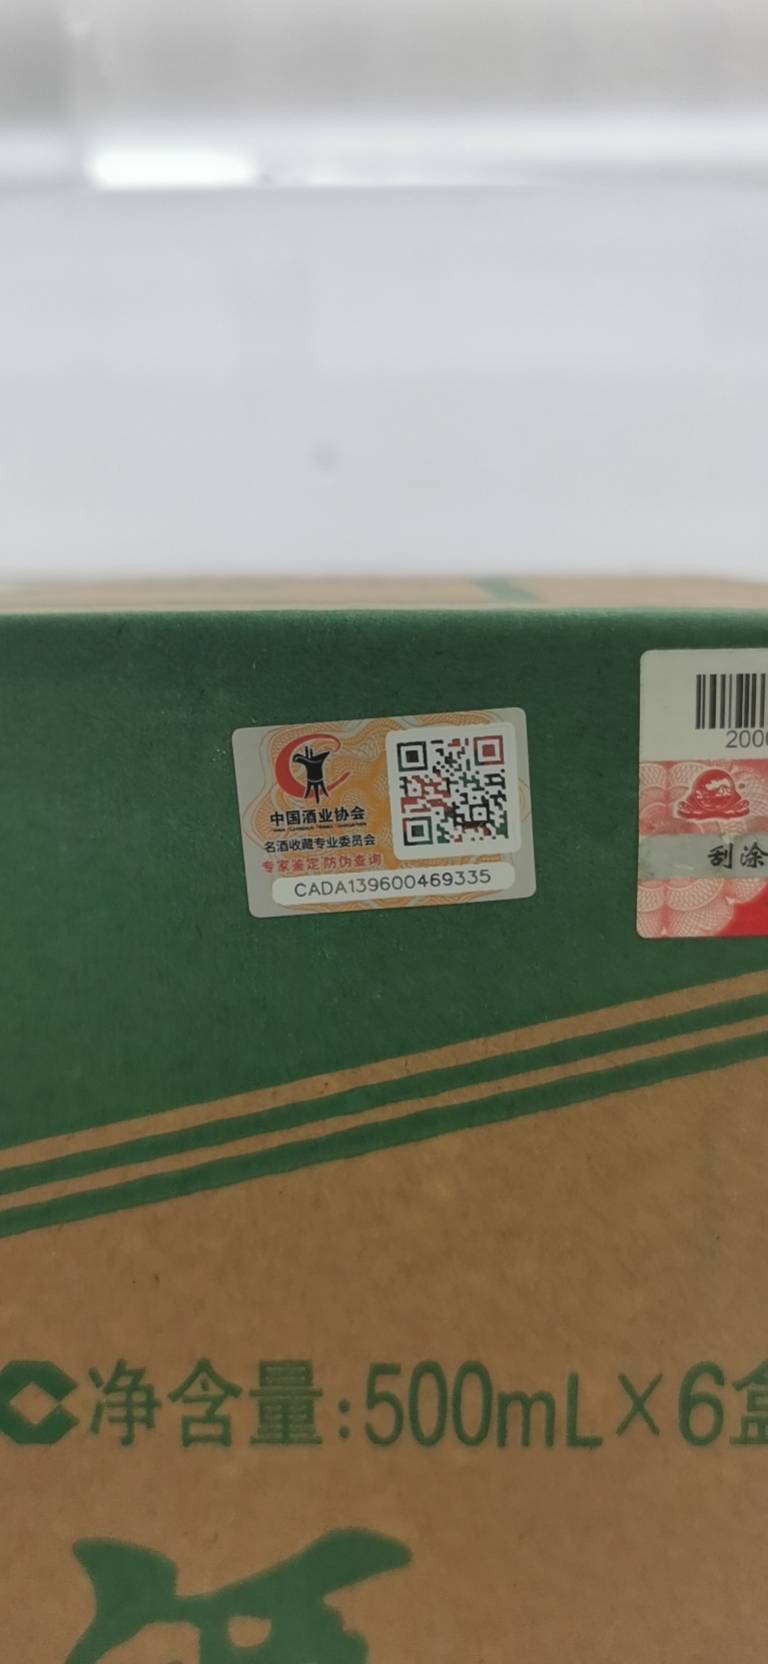 中国酒业协会
名酒收藏专业委员会
专家鉴定 防伪查询
CADA139600469335
200
刮涂
净含量:500mL×6盒
酒